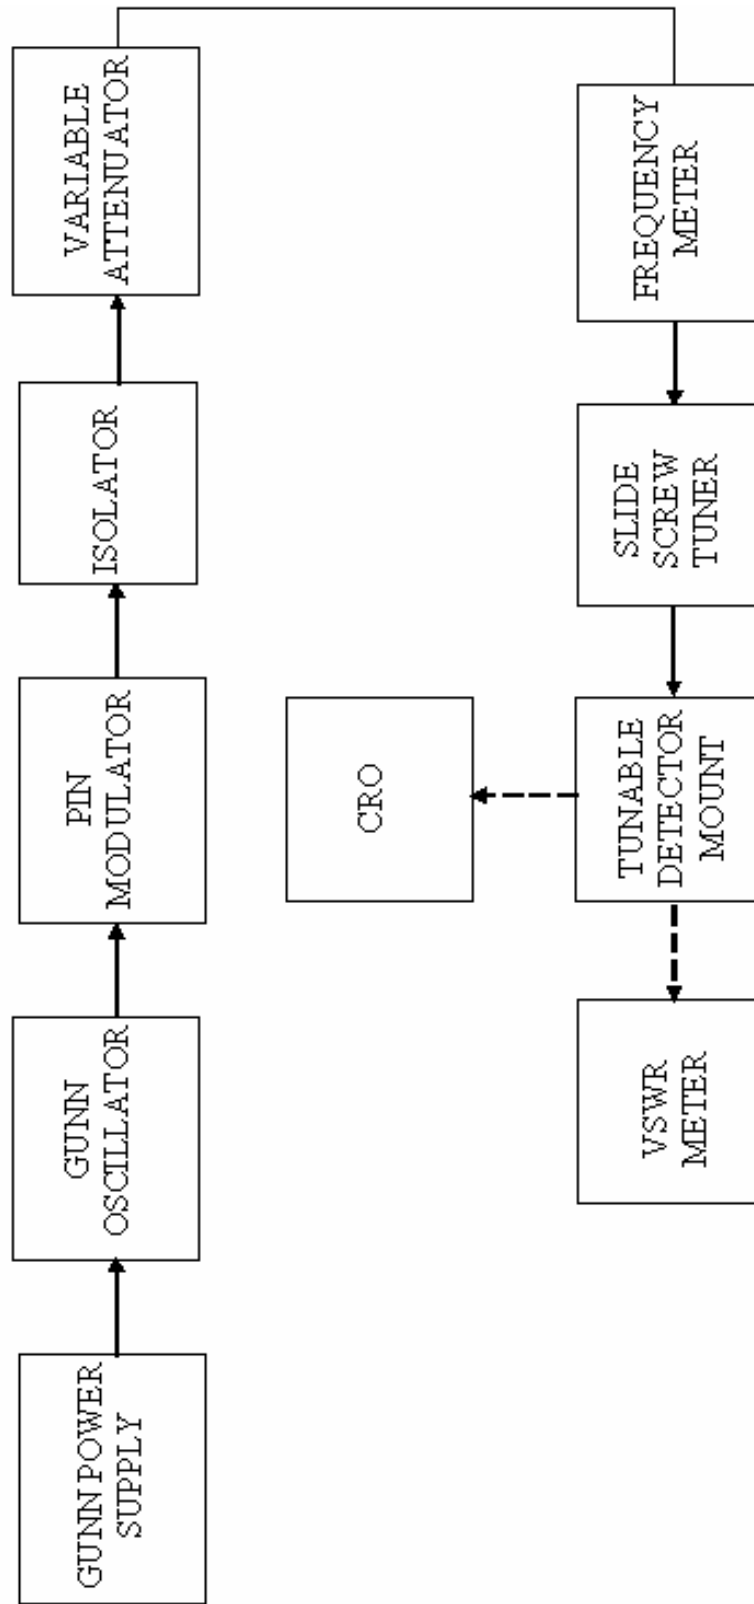 GUNN POWER
SUPPLY
GUNN
OSCILLATOR
PIN
MODULATOR
ISOLATOR
VARIABLE
ATTENUATOR
FREQUENCY
METER
SLIDE
SCREW
TUNER
TUNABLE
DETECTOR
MOUNT
CRO
VSWR
METER